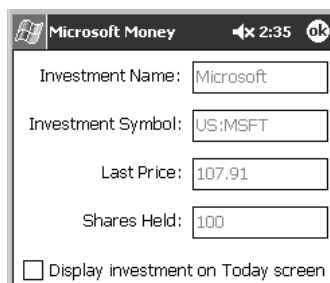 Microsoft Money 2:35 ok
Investment Name: Microsoft
Investment Symbol: US:MSFT
Last Price: 107.91
Shares Held: 100
Display investment on Today screen